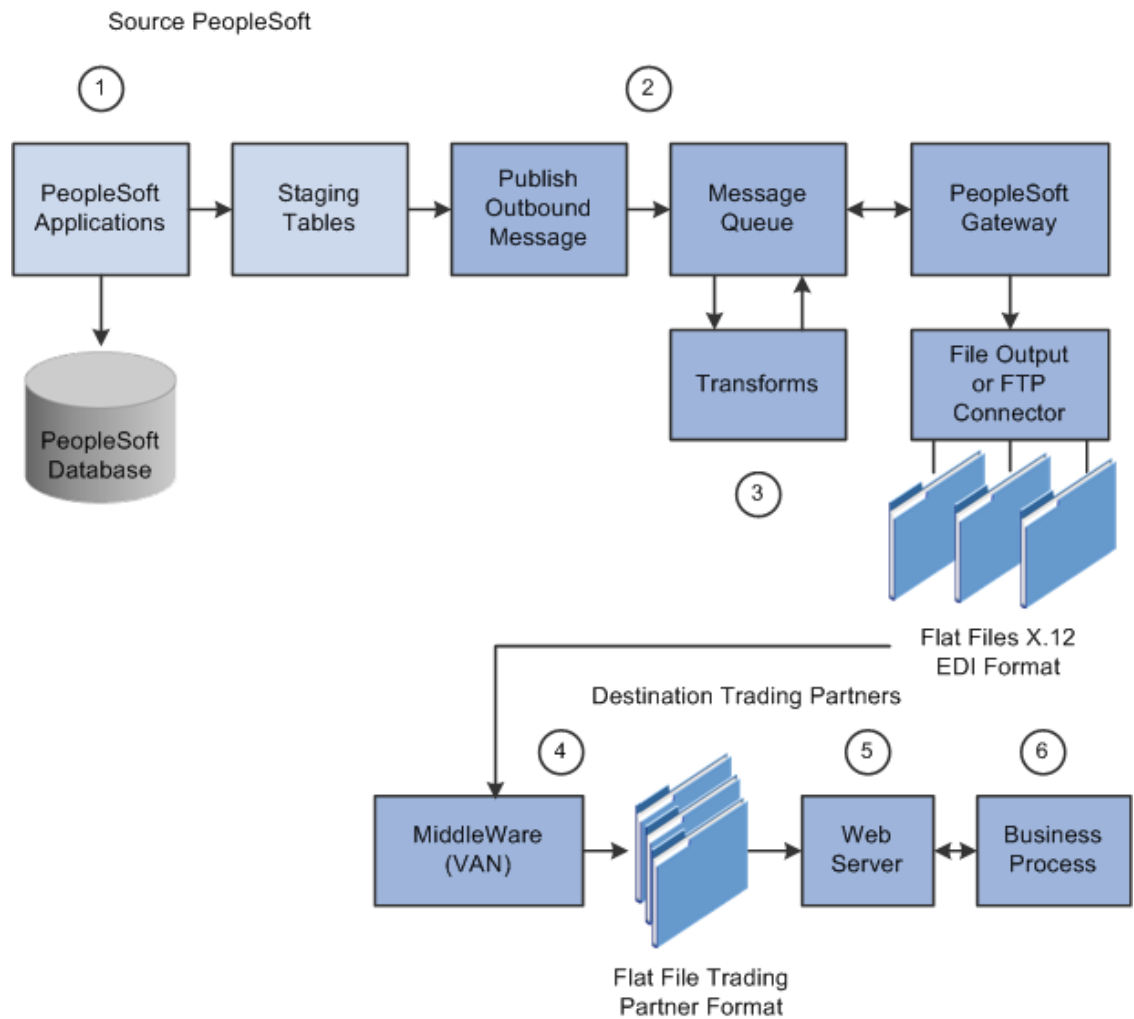 Source PeopleSoft
1
2
PeopleSoft
Applications
Staging
Tables
Publish
Outbound
Message
Message
Queue
PeopleSoft
Gateway
Transforms
File Output
or FTP
Connector
PeopleSoft
Database
3
Flat Files X.12
EDI Format
Destination Trading Partners
4
5
6
MiddleWare
(VAN)
Web
Server
Business
Process
Flat File Trading
Partner Format